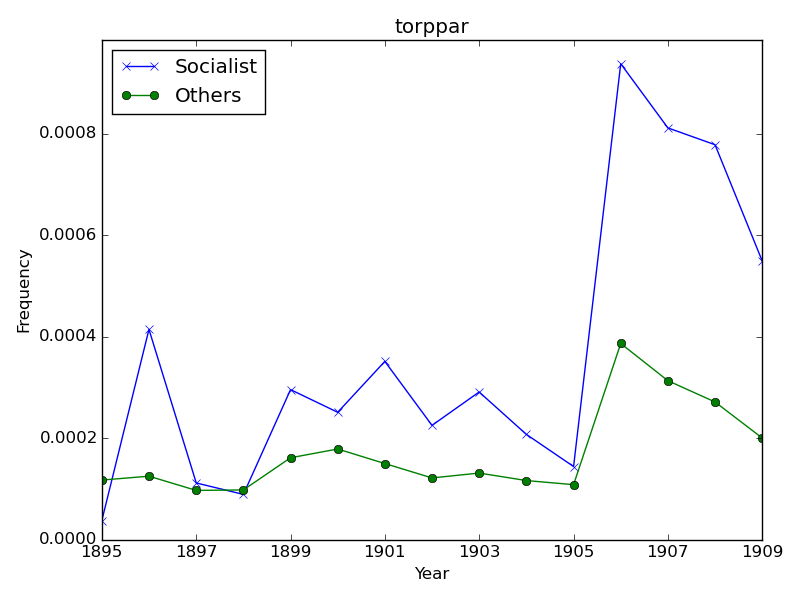 torppar
Socialist
Others
0.0008
0.0006
0.0004
0.0002
0.0000
Frequency
1895 1897 1899 1901 1903 1905 1907 1909
Year